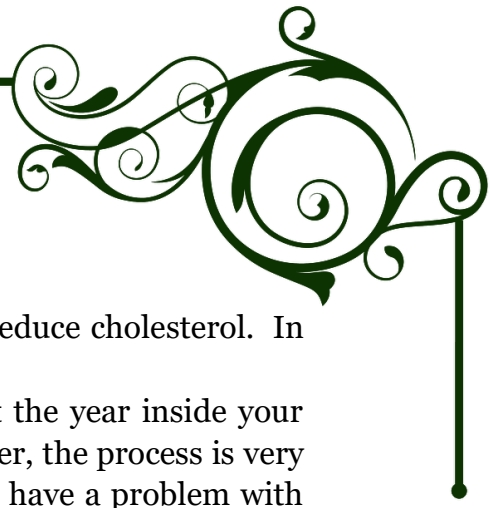 educe cholesterol. In
the year inside your
er, the process is very
have a problem with